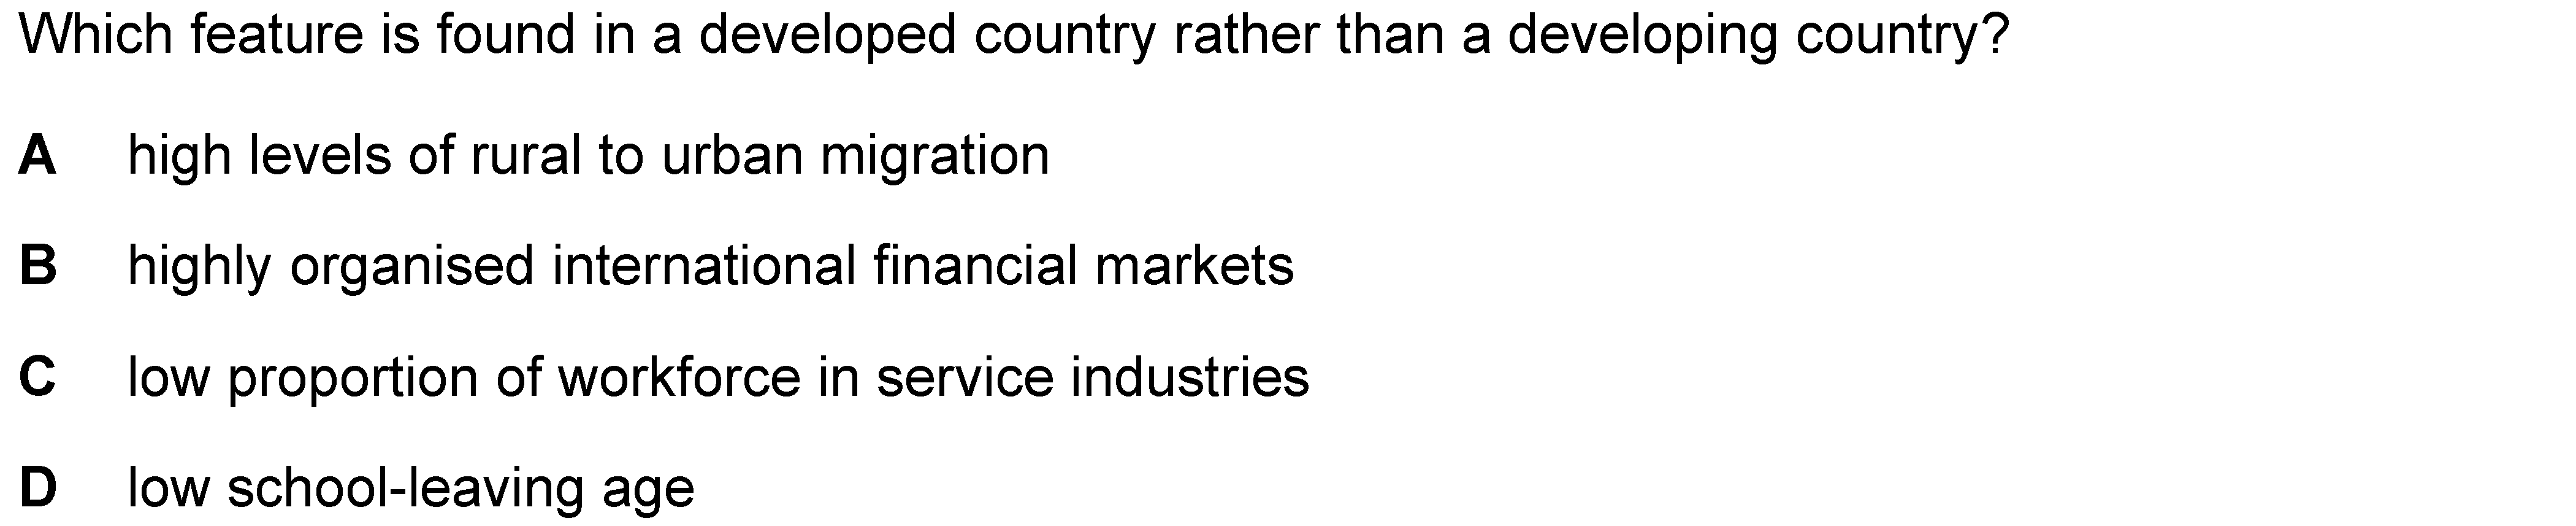 Which feature is found in a developed country rather than a developing country?
A high levels of rural to urban migration
B highly organised international financial markets
C low proportion of workforce in service industries
D low school-leaving age